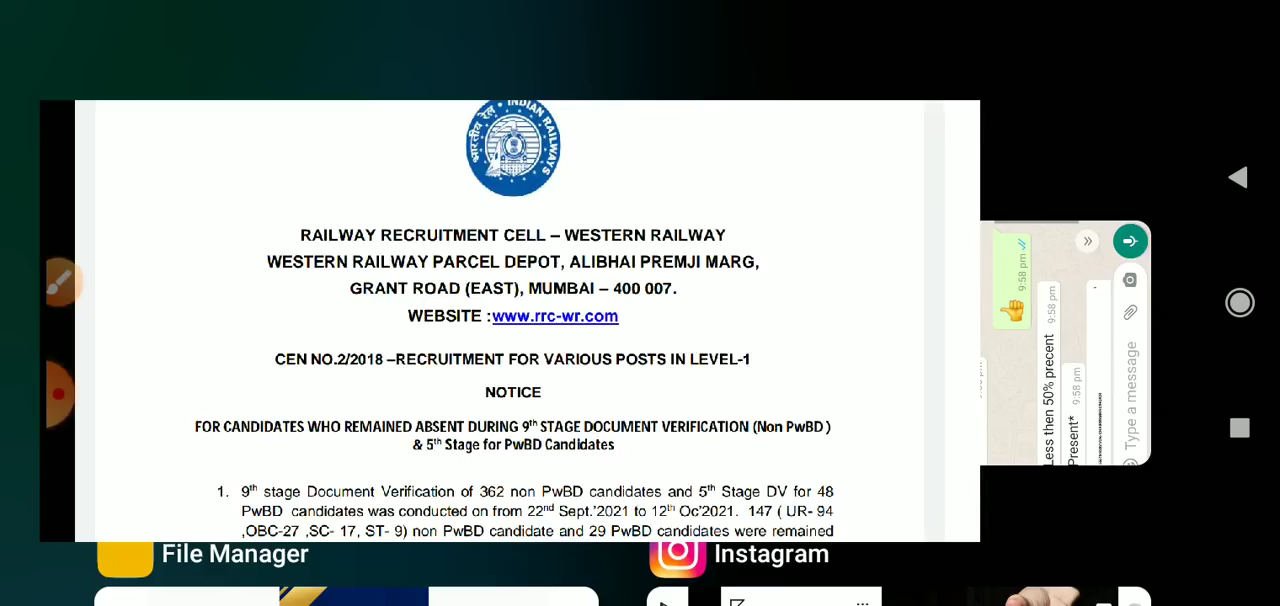 भारतीय रेल • INDIAN RAILWAYS
RAILWAY RECRUITMENT CELL – WESTERN RAILWAY
WESTERN RAILWAY PARCEL DEPOT, ALIBHAI PREMJI MARG,
GRANT ROAD (EAST), MUMBAI – 400 007.
WEBSITE :www.rrc-wr.com
CEN NO.2/2018 –RECRUITMENT FOR VARIOUS POSTS IN LEVEL-1
NOTICE
FOR CANDIDATES WHO REMAINED ABSENT DURING 9th STAGE DOCUMENT VERIFICATION (Non PwBD )
& 5th Stage for PwBD Candidates
1. 9th stage Document Verification of 362 non PwBD candidates and 5th Stage DV for 48
PwBD candidates was conducted on from 22nd Sept.'2021 to 12th Oc'2021. 147 ( UR- 94
,OBC-27 ,SC- 17, ST- 9) non PwBD candidate and 29 PwBD candidates were remained
9:58 pm
Less then 50% precent 9:58 pm
Present* 9:58 pm
Type a message
File Manager
Instagram